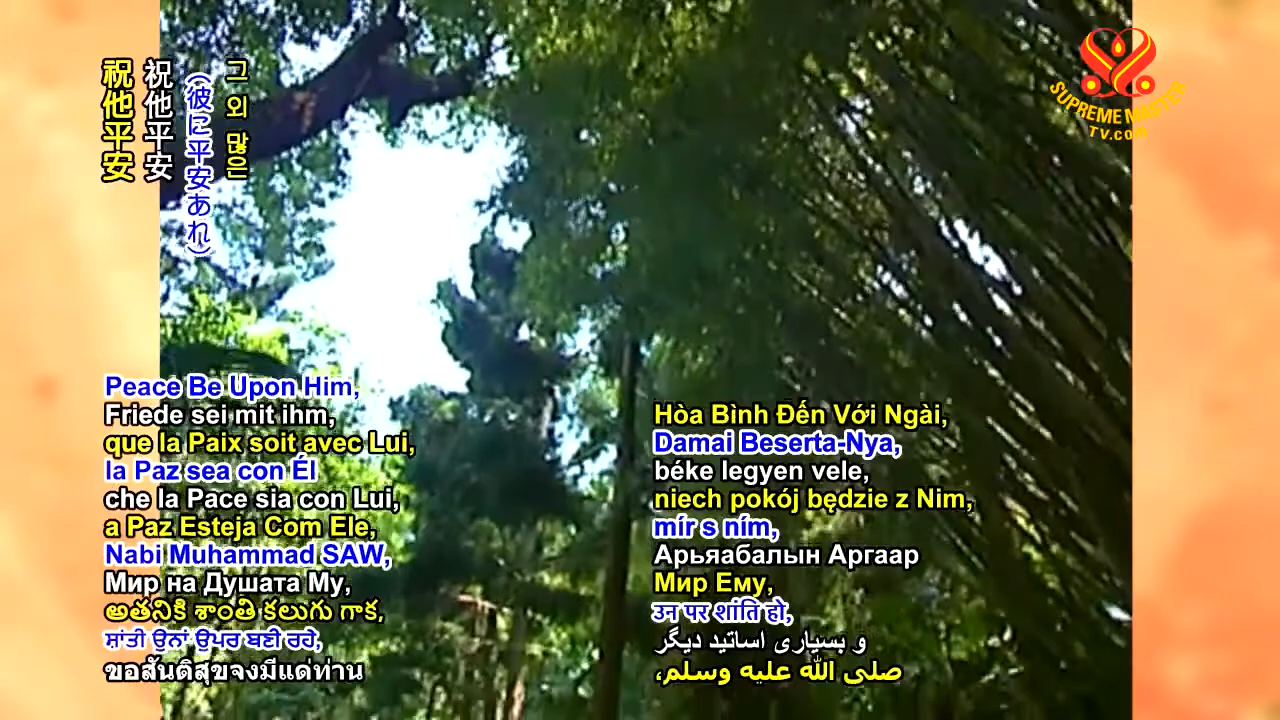 祝他平安
祝他平安
(彼に平安あれ)
그 외 많은
SUPREME MASTER
TV.COM
Peace Be Upon Him,
Friede sei mit ihm,
que la Paix soit avec Lui,
la Paz sea con Él
che la Pace sia con Lui,
a Paz Esteja Com Ele,
Nabi Muhammad SAW,
Мир на Душата Му,
అతనికి శాంతి కలుగు గాక,
ਸ਼ਾਂਤੀ ਉਨਾਂ ਉਪਰ ਬਣੀ ਰਹੇ,
ขอสันติสุขจงมีแด่ท่าน
Hòa Bình Đến Với Ngài,
Damai Beserta-Nya,
béke legyen vele,
niech pokój będzie z Nim,
mír s ním,
Арьяабалын Аргаар
Мир Ему,
उन पर शांति हो,
و بسیاری اساتید دیگر
صلى الله عليه وسلم،